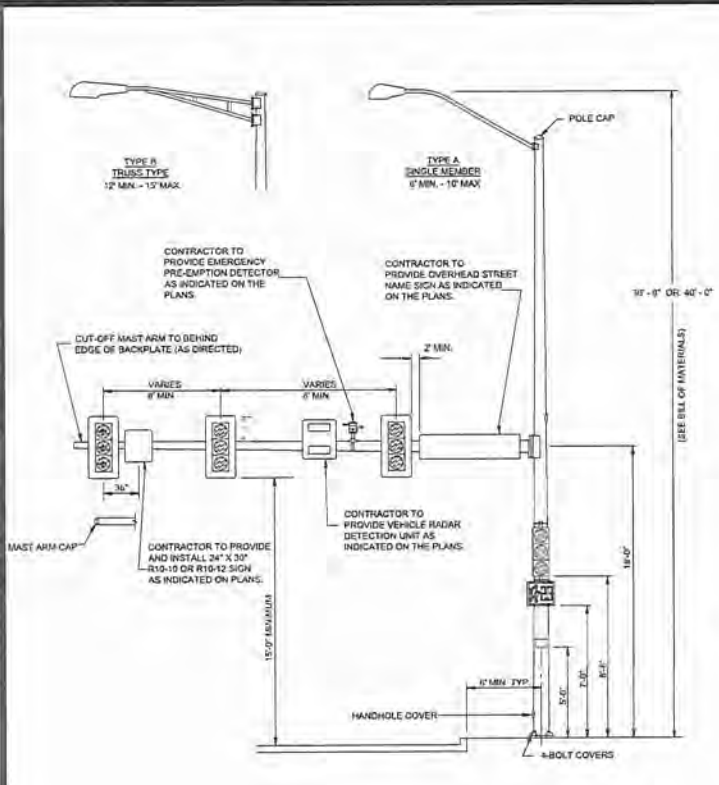 TYPE B
TRUSS TYPE
12' MIN. - 15' MAX.
TYPE A
SINGLE MEMBER
6' MIN. - 10' MAX
POLE CAP
CONTRACTOR TO
PROVIDE EMERGENCY
PRE-EMPTION DETECTOR
AS INDICATED ON THE
PLANS.
CONTRACTOR TO
PROVIDE OVERHEAD STREET
NAME SIGN AS INDICATED
ON THE PLANS.
OR 40'-0"
(SEE BILL OF MATERIALS)
CUT-OFF MAST ARM TO BEHIND
EDGE OF BACKPLATE (AS DIRECTED)
2' MIN.
VARIES
8' MIN
VARIES
8' MIN.
36"
MAST ARM CAP
CONTRACTOR TO PROVIDE
AND INSTALL 24" X 30"
R10-10 OR R10-12 SIGN
AS INDICATED ON PLANS.
CONTRACTOR TO
PROVIDE VEHICLE RADAR
DETECTION UNIT AS
INDICATED ON THE PLANS.
15'-0" MINIMUM
6' MIN. TYP.
HANDHOLE COVER
7'-0"
4-BOLT COVERS